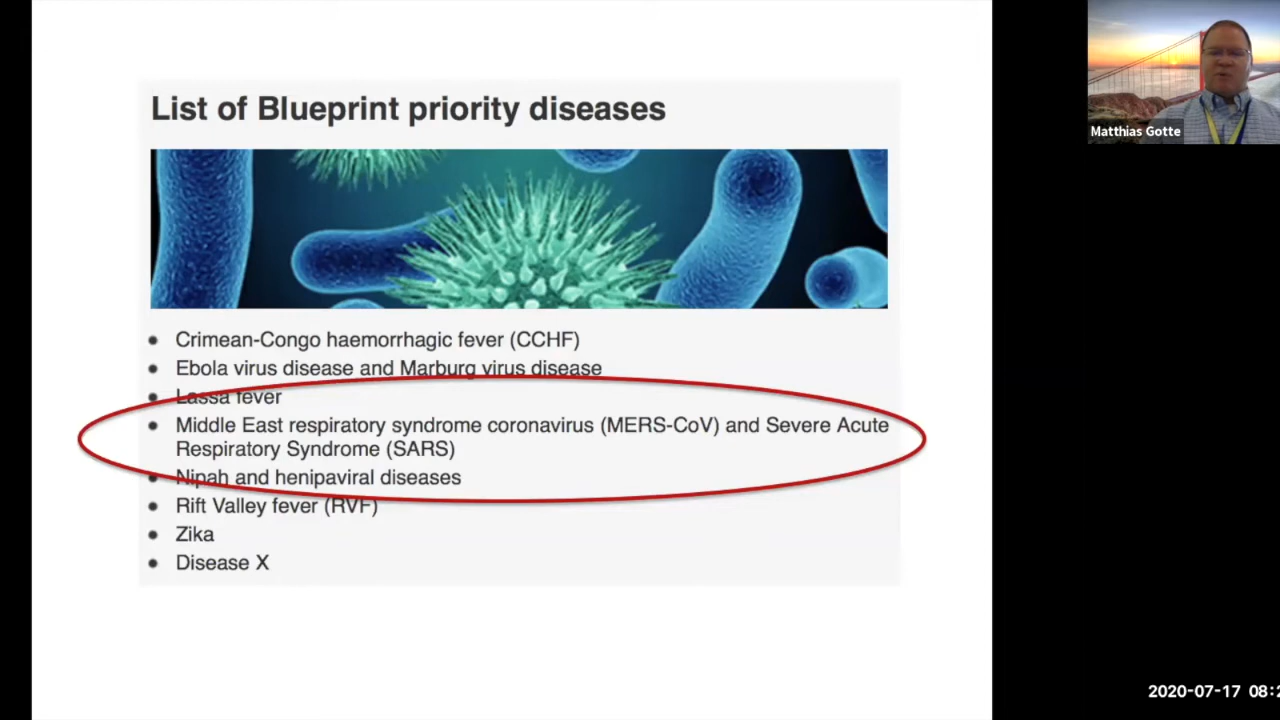 List of Blueprint priority diseases
Matthias Gotte
Crimean-Congo haemorrhagic fever (CCHF)
Ebola virus disease and Marburg virus disease
Lassa fever
Middle East respiratory syndrome coronavirus (MERS-CoV) and Severe Acute
Respiratory Syndrome (SARS)
Nipah and henipaviral diseases
Rift Valley fever (RVF)
Zika
Disease X
2020-07-17 08:2